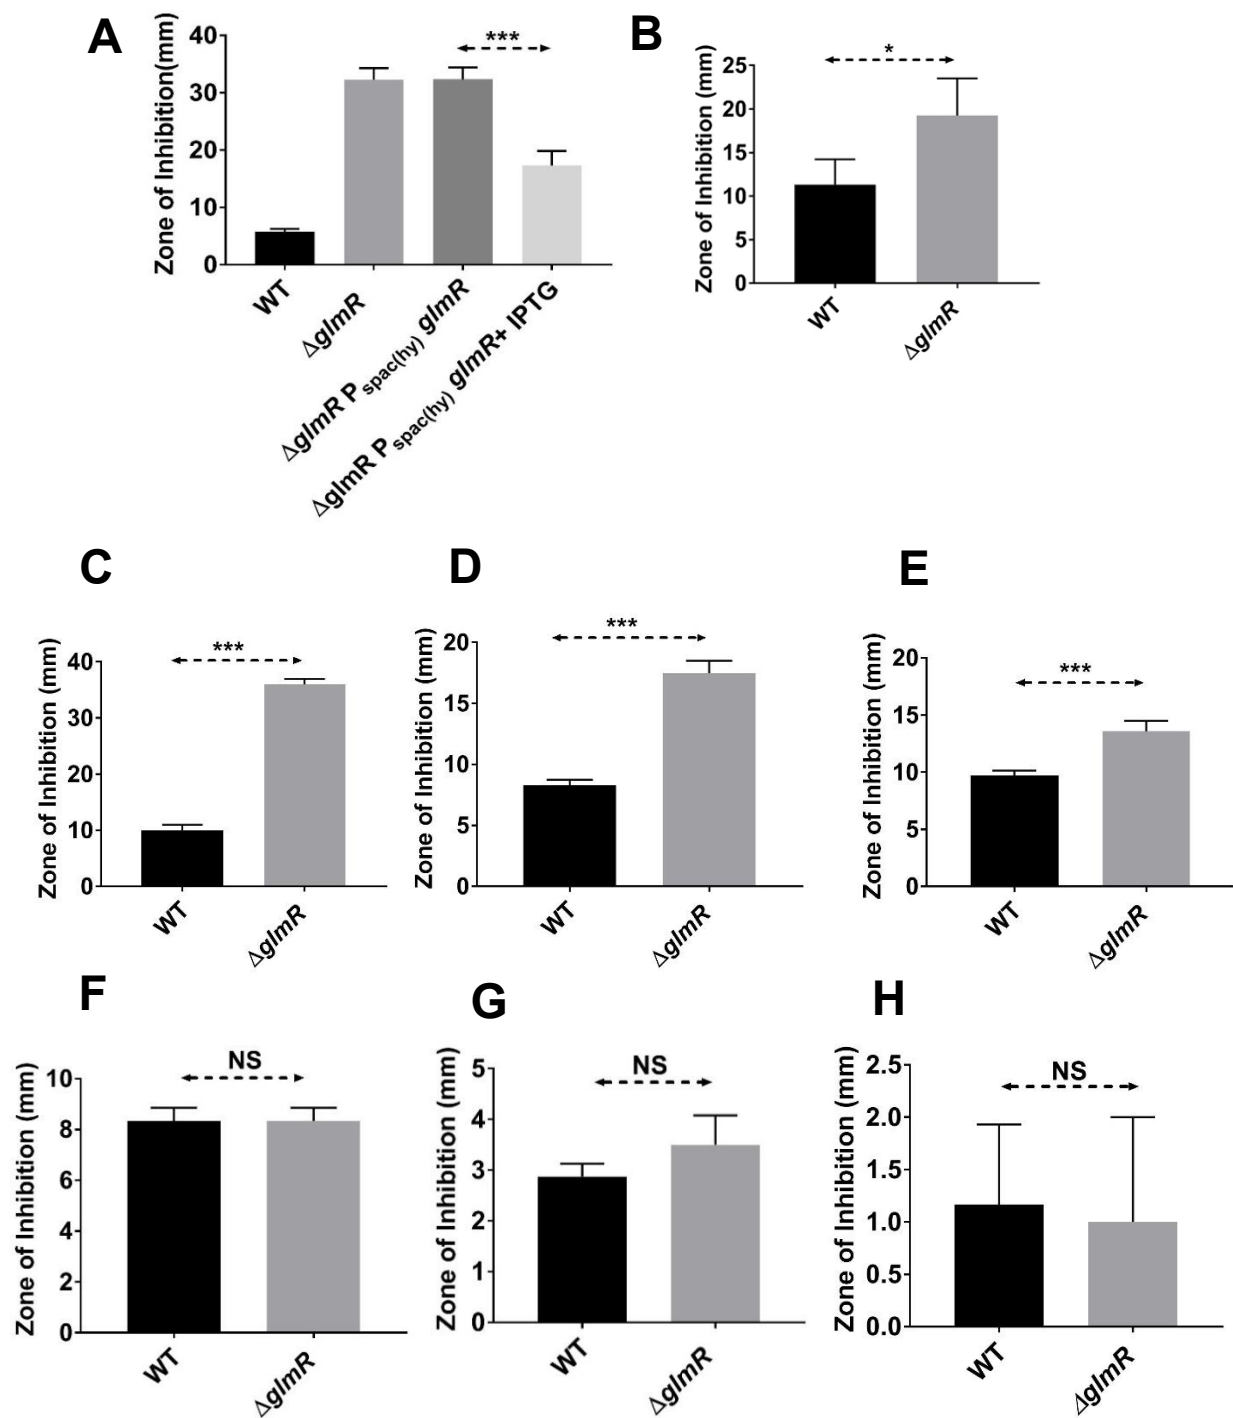 A
Zone of Inhibition(mm)
40
30
20
10
0
***
WT
ΔglmR
ΔglmR Pspac(hy) glmR
ΔglmR Pspac(hy) glmR+ IPTG
B
Zone of Inhibition (mm)
25
20
15
10
5
0
*
WT
ΔglmR
C
Zone of Inhibition (mm)
40
30
20
10
0
***
WT
ΔglmR
D
Zone of Inhibition (mm)
20
15
10
5
0
***
WT
ΔglmR
E
Zone of Inhibition (mm)
20
15
10
5
0
***
WT
ΔglmR
F
Zone of Inhibition (mm)
10
8
6
4
2
0
NS
WT
ΔglmR
G
Zone of Inhibition (mm)
5
4
3
2
1
0
NS
WT
ΔglmR
H
Zone of Inhibition (mm)
2.5
2.0
1.5
1.0
0.5
0.0
NS
WT
ΔglmR